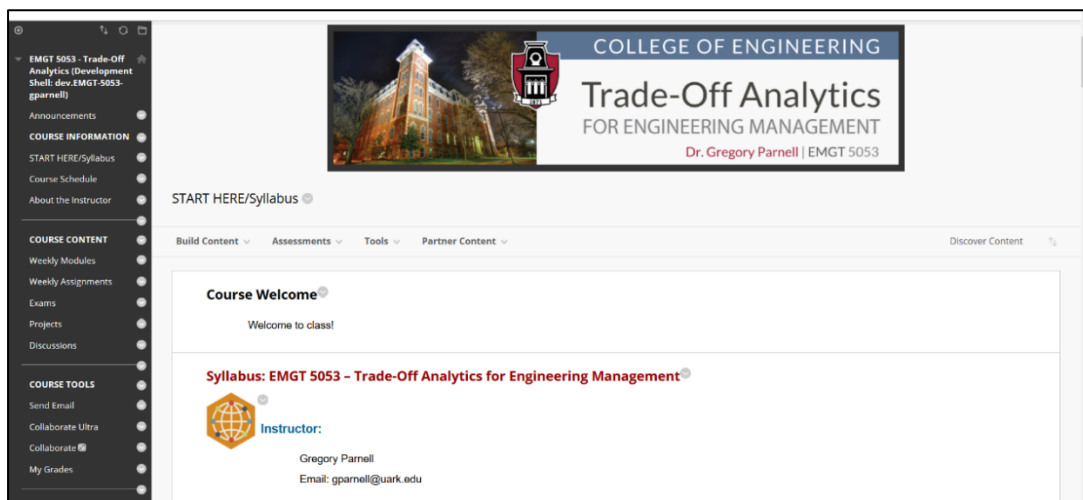 EMGT 5053 - Trade-Off
Analytics (Development
Shell: dev.EMGT-5053-
gparnell)
Announcements
COURSE INFORMATION
START HERE/Syllabus
Course Schedule
About the Instructor
COURSE CONTENT
Weekly Modules
Weekly Assignments
Exams
Projects
Discussions
COURSE TOOLS
Send Email
Collaborate Ultra
Collaborate
My Grades
COLLEGE OF ENGINEERING
Trade-Off Analytics
FOR ENGINEERING MANAGEMENT
Dr. Gregory Parnell | EMGT 5053
1871
START HERE/Syllabus
Build Content Assessments Tools Partner Content Discover Content
Course Welcome
Welcome to class!
Syllabus: EMGT 5053 – Trade-Off Analytics for Engineering Management
Instructor:
Gregory Parnell
Email: gparnell@uark.edu